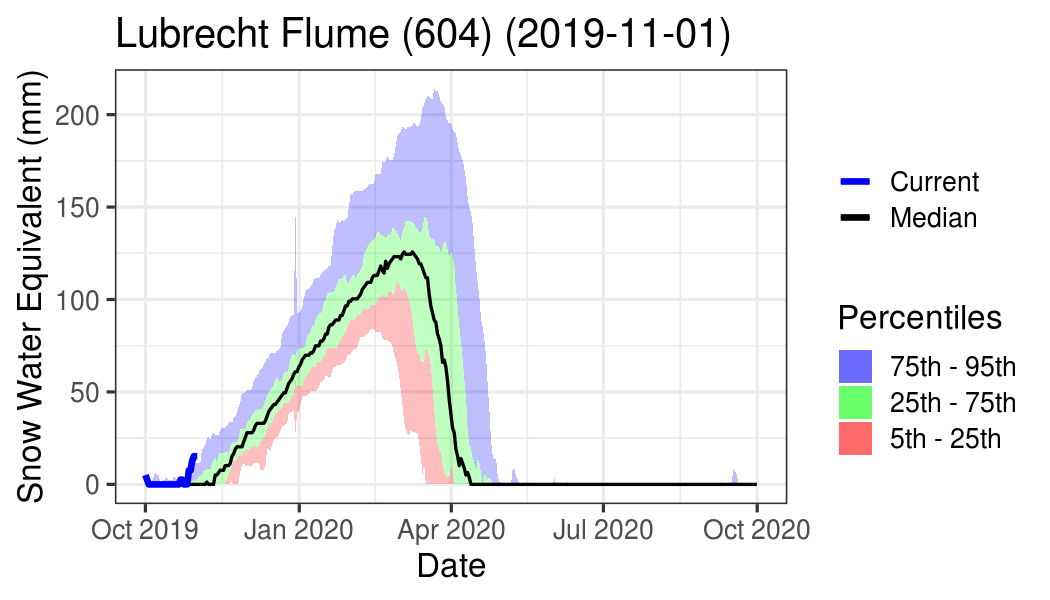 Lubrecht Flume (604) (2019-11-01)
Snow Water Equivalent (mm)
200
150
100
50
0
Oct 2019 Jan 2020 Apr 2020 Jul 2020 Oct 2020
Date
Current
Median
Percentiles
75th - 95th
25th - 75th
5th - 25th